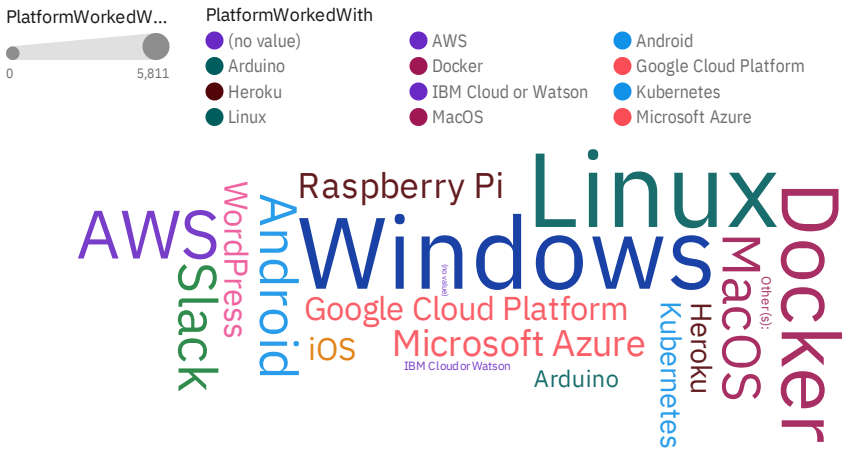 PlatformWorkedW...
0
5,811
PlatformWorkedWith
(no value)
Arduino
Heroku
Linux
AWS
Docker
IBM Cloud or Watson
MacOS
Android
Google Cloud Platform
Kubernetes
Microsoft Azure
Linux
Raspberry Pi
Docker
WordPress
Android
AWS
Windows
MacOS
Slack
(no value)
Other(s):
Google Cloud Platform
Kubernetes
Heroku
iOS
Microsoft Azure
IBM Cloud or Watson
Arduino